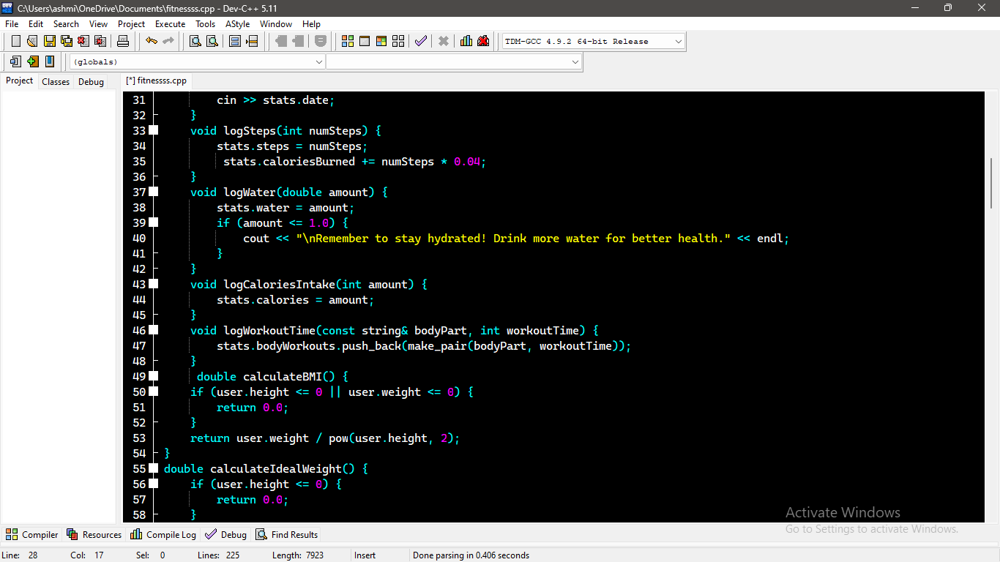 C:\Users\ashmi\OneDrive\Documents\fitnessss.cpp - Dev-C++ 5.11
File Edit Search View Project Execute Tools AStyle Window Help
TDM-GCC 4.9.2 64-bit Release
(globals)
Project Classes Debug
[*] fitnessss.cpp
31 cin >> stats.date;
32 }
33 void logSteps(int numSteps) {
34 stats.steps = numSteps;
35 stats.caloriesBurned += numSteps * 0.04;
36 }
37 void logWater(double amount) {
38 stats.water = amount;
39 if (amount <= 1.0) {
40 cout << "\nRemember to stay hydrated! Drink more water for better health." << endl;
41 }
42 }
43 void logCaloriesIntake(int amount) {
44 stats.calories = amount;
45 }
46 void logWorkoutTime(const string& bodyPart, int workoutTime) {
47 stats.bodyWorkouts.push_back(make_pair(bodyPart, workoutTime));
48 }
49 double calculateBMI() {
50 if (user.height <= 0 || user.weight <= 0) {
51 return 0.0;
52 }
53 return user.weight / pow(user.height, 2);
54 }
55 double calculateIdealWeight() {
56 if (user.height <= 0) {
57 return 0.0;
58 }
Activate Windows
Go to Settings to activate Windows.
Compiler Resources Compile Log Debug Find Results
Line: 28 Col: 17 Sel: 0 Lines: 225 Length: 7923 Insert Done parsing in 0.406 seconds